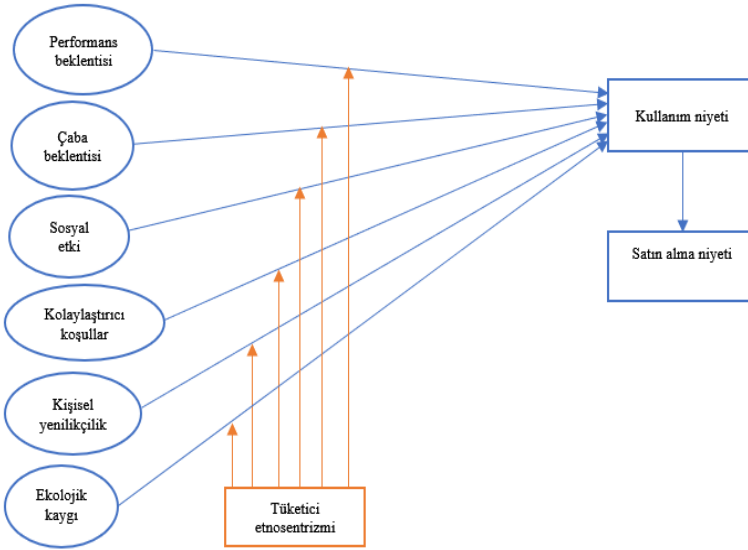 Performans
beklentisi
Çaba
beklentisi
Sosyal
etki
Kolaylaştırıcı
koşullar
Kişisel
yenilikçilik
Ekolojik
kaygı
Tüketici
etnosentrizmi
Kullanım niyeti
Satın alma niyeti